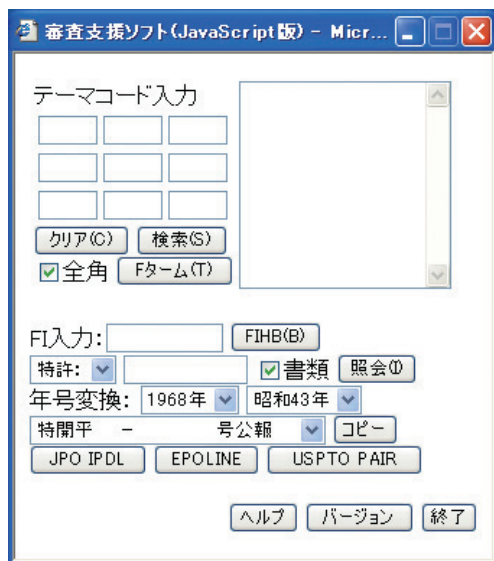 審査支援ソフト(JavaScript版) - Micr...
テーマコード入力
クリア(C) 検索(S)
全角 Fターム(T)
FI入力: FIHB(B)
特許: 書類 照会(I)
年号変換: 1968年 昭和43年
特開平 - 号公報 コピー
JPO IPDL EPOLINE USPTO PAIR
ヘルプ バージョン 終了